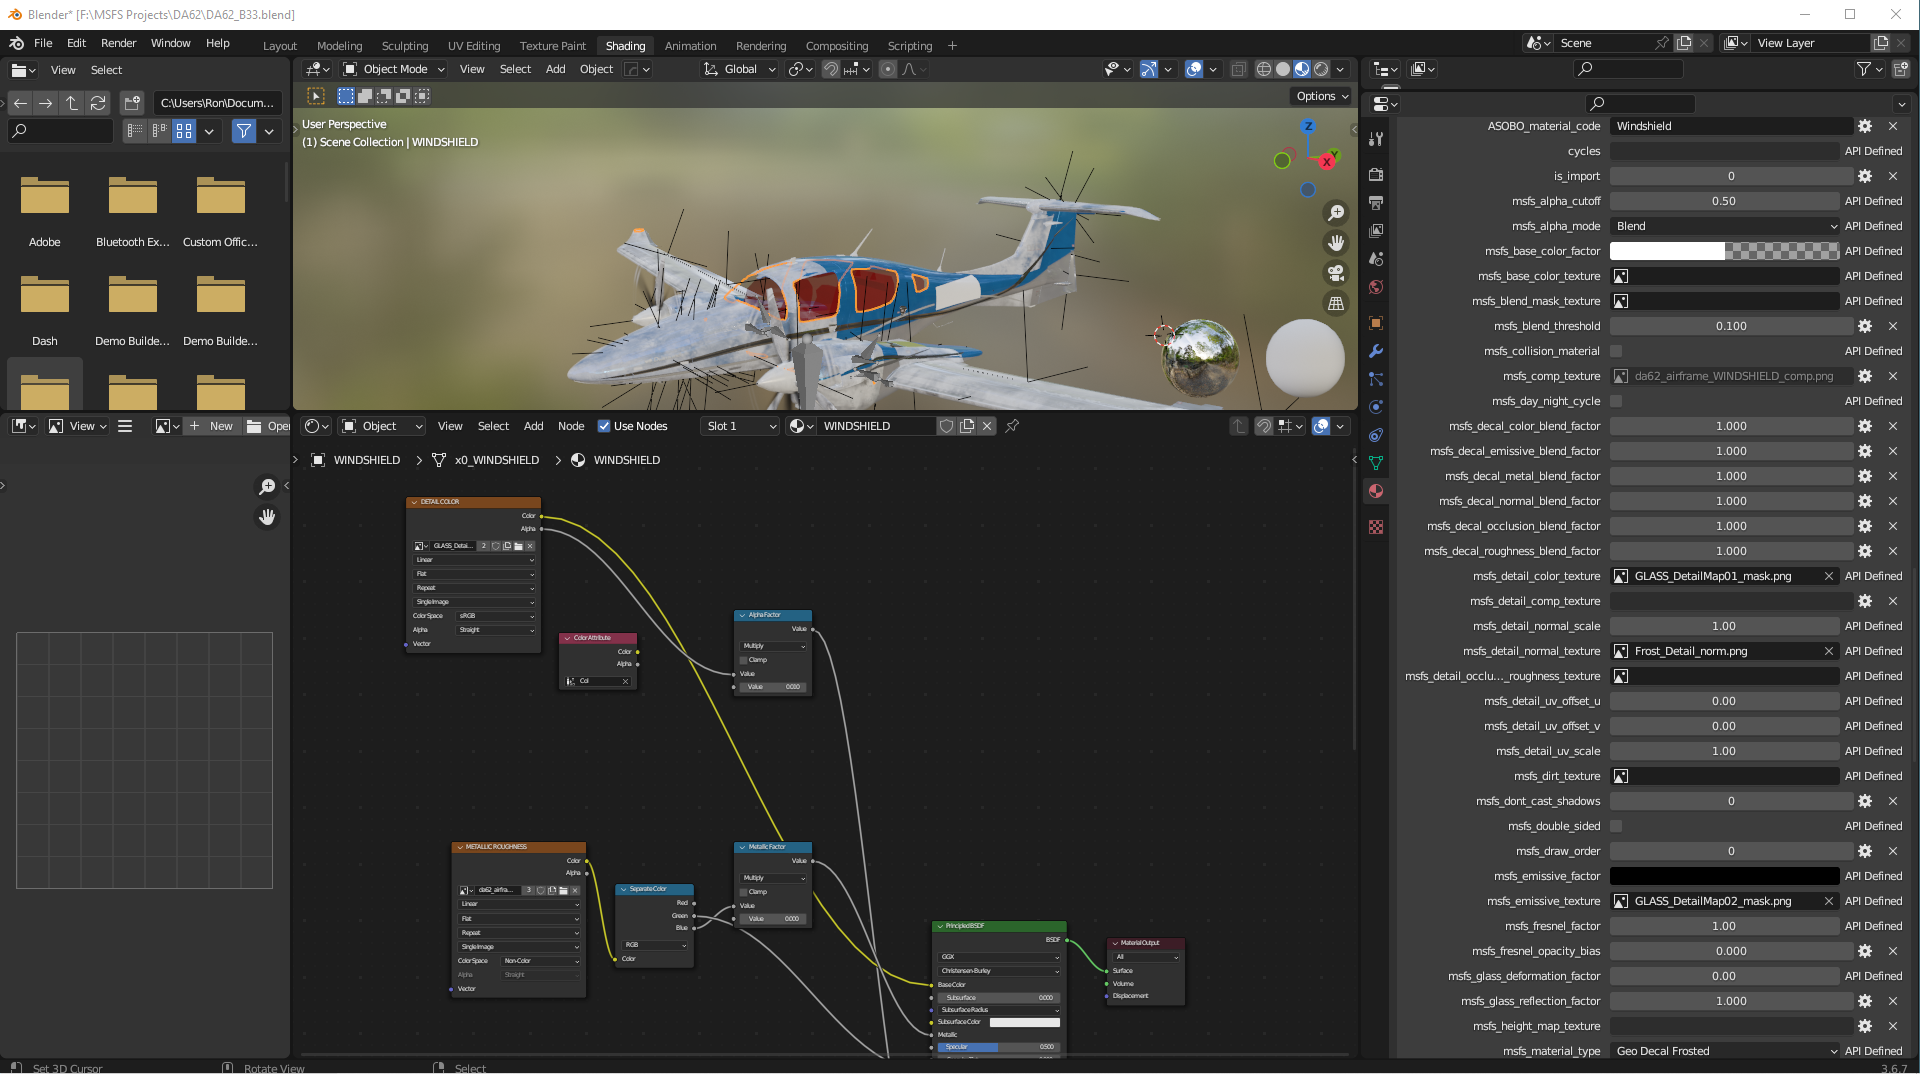 Blender* [F:\MSFS Projects\DA62\DA62_B33.blend]
File Edit Render Window Help
Layout Modeling Sculpting UV Editing Texture Paint Shading Animation Rendering Compositing Scripting +
Scene
View Layer
View Select
Object Mode View Select Add Object
Global
C:\Users\Ron\Docum...
Options
User Perspective
(1) Scene Collection | WINDSHIELD
Z
Y
X
Adobe
Bluetooth Ex...
Custom Offic...
Dash
Demo Builde...
Demo Builde...
View
New
Open
Object View Select Add Node Use Nodes
Slot 1
WINDSHIELD
WINDSHIELD > x0_WINDSHIELD > WINDSHIELD
DETAIL COLOR
Color
Alpha
GLASS_Detai... 2
Linear
Flat
Repeat
Single Image
Color Space sRGB
Alpha Straight
Vector
Color Attribute
Color
Alpha
Col
Alpha Factor
Value
Multiply
Clamp
Value
Value 0.010
METALLIC ROUGHNESS
Color
Alpha
da62_airfra... 3
Linear
Flat
Repeat
Single Image
Color Space Non-Color
Alpha Straight
Vector
Separate Color
Red
Green
Blue
RGB
Color
Metallic Factor
Value
Multiply
Clamp
Value
Value 0.000
Principled BSDF
BSDF
GGX
Christensen-Burley
Base Color
Subsurface 0.000
Subsurface Radius
Subsurface Color
Metallic
Specular 0.500
Material Output
All
Surface
Volume
Displacement
ASOBO_material_code Windshield
cycles API Defined
is_import 0
msfs_alpha_cutoff 0.50 API Defined
msfs_alpha_mode Blend API Defined
msfs_base_color_factor API Defined
msfs_base_color_texture API Defined
msfs_blend_mask_texture API Defined
msfs_blend_threshold 0.100
msfs_collision_material API Defined
msfs_comp_texture da62_airframe_WINDSHIELD_comp.png
msfs_day_night_cycle API Defined
msfs_decal_color_blend_factor 1.000
msfs_decal_emissive_blend_factor 1.000
msfs_decal_metal_blend_factor 1.000
msfs_decal_normal_blend_factor 1.000
msfs_decal_occlusion_blend_factor 1.000
msfs_decal_roughness_blend_factor 1.000
msfs_detail_color_texture GLASS_DetailMap01_mask.png API Defined
msfs_detail_comp_texture
msfs_detail_normal_scale 1.00 API Defined
msfs_detail_normal_texture Frost_Detail_norm.png API Defined
msfs_detail_occlu..._roughness_texture API Defined
msfs_detail_uv_offset_u 0.00 API Defined
msfs_detail_uv_offset_v 0.00 API Defined
msfs_detail_uv_scale 1.00 API Defined
msfs_dirt_texture API Defined
msfs_dont_cast_shadows 0
msfs_double_sided API Defined
msfs_draw_order 0
msfs_emissive_factor API Defined
msfs_emissive_texture GLASS_DetailMap02_mask.png API Defined
msfs_fresnel_factor 1.00 API Defined
msfs_fresnel_opacity_bias 0.000
msfs_glass_deformation_factor 0.00 API Defined
msfs_glass_reflection_factor 1.000
msfs_height_map_texture
msfs_material_type Geo Decal Frosted API Defined
Set 3D Cursor
Rotate View
Select
3.6.7